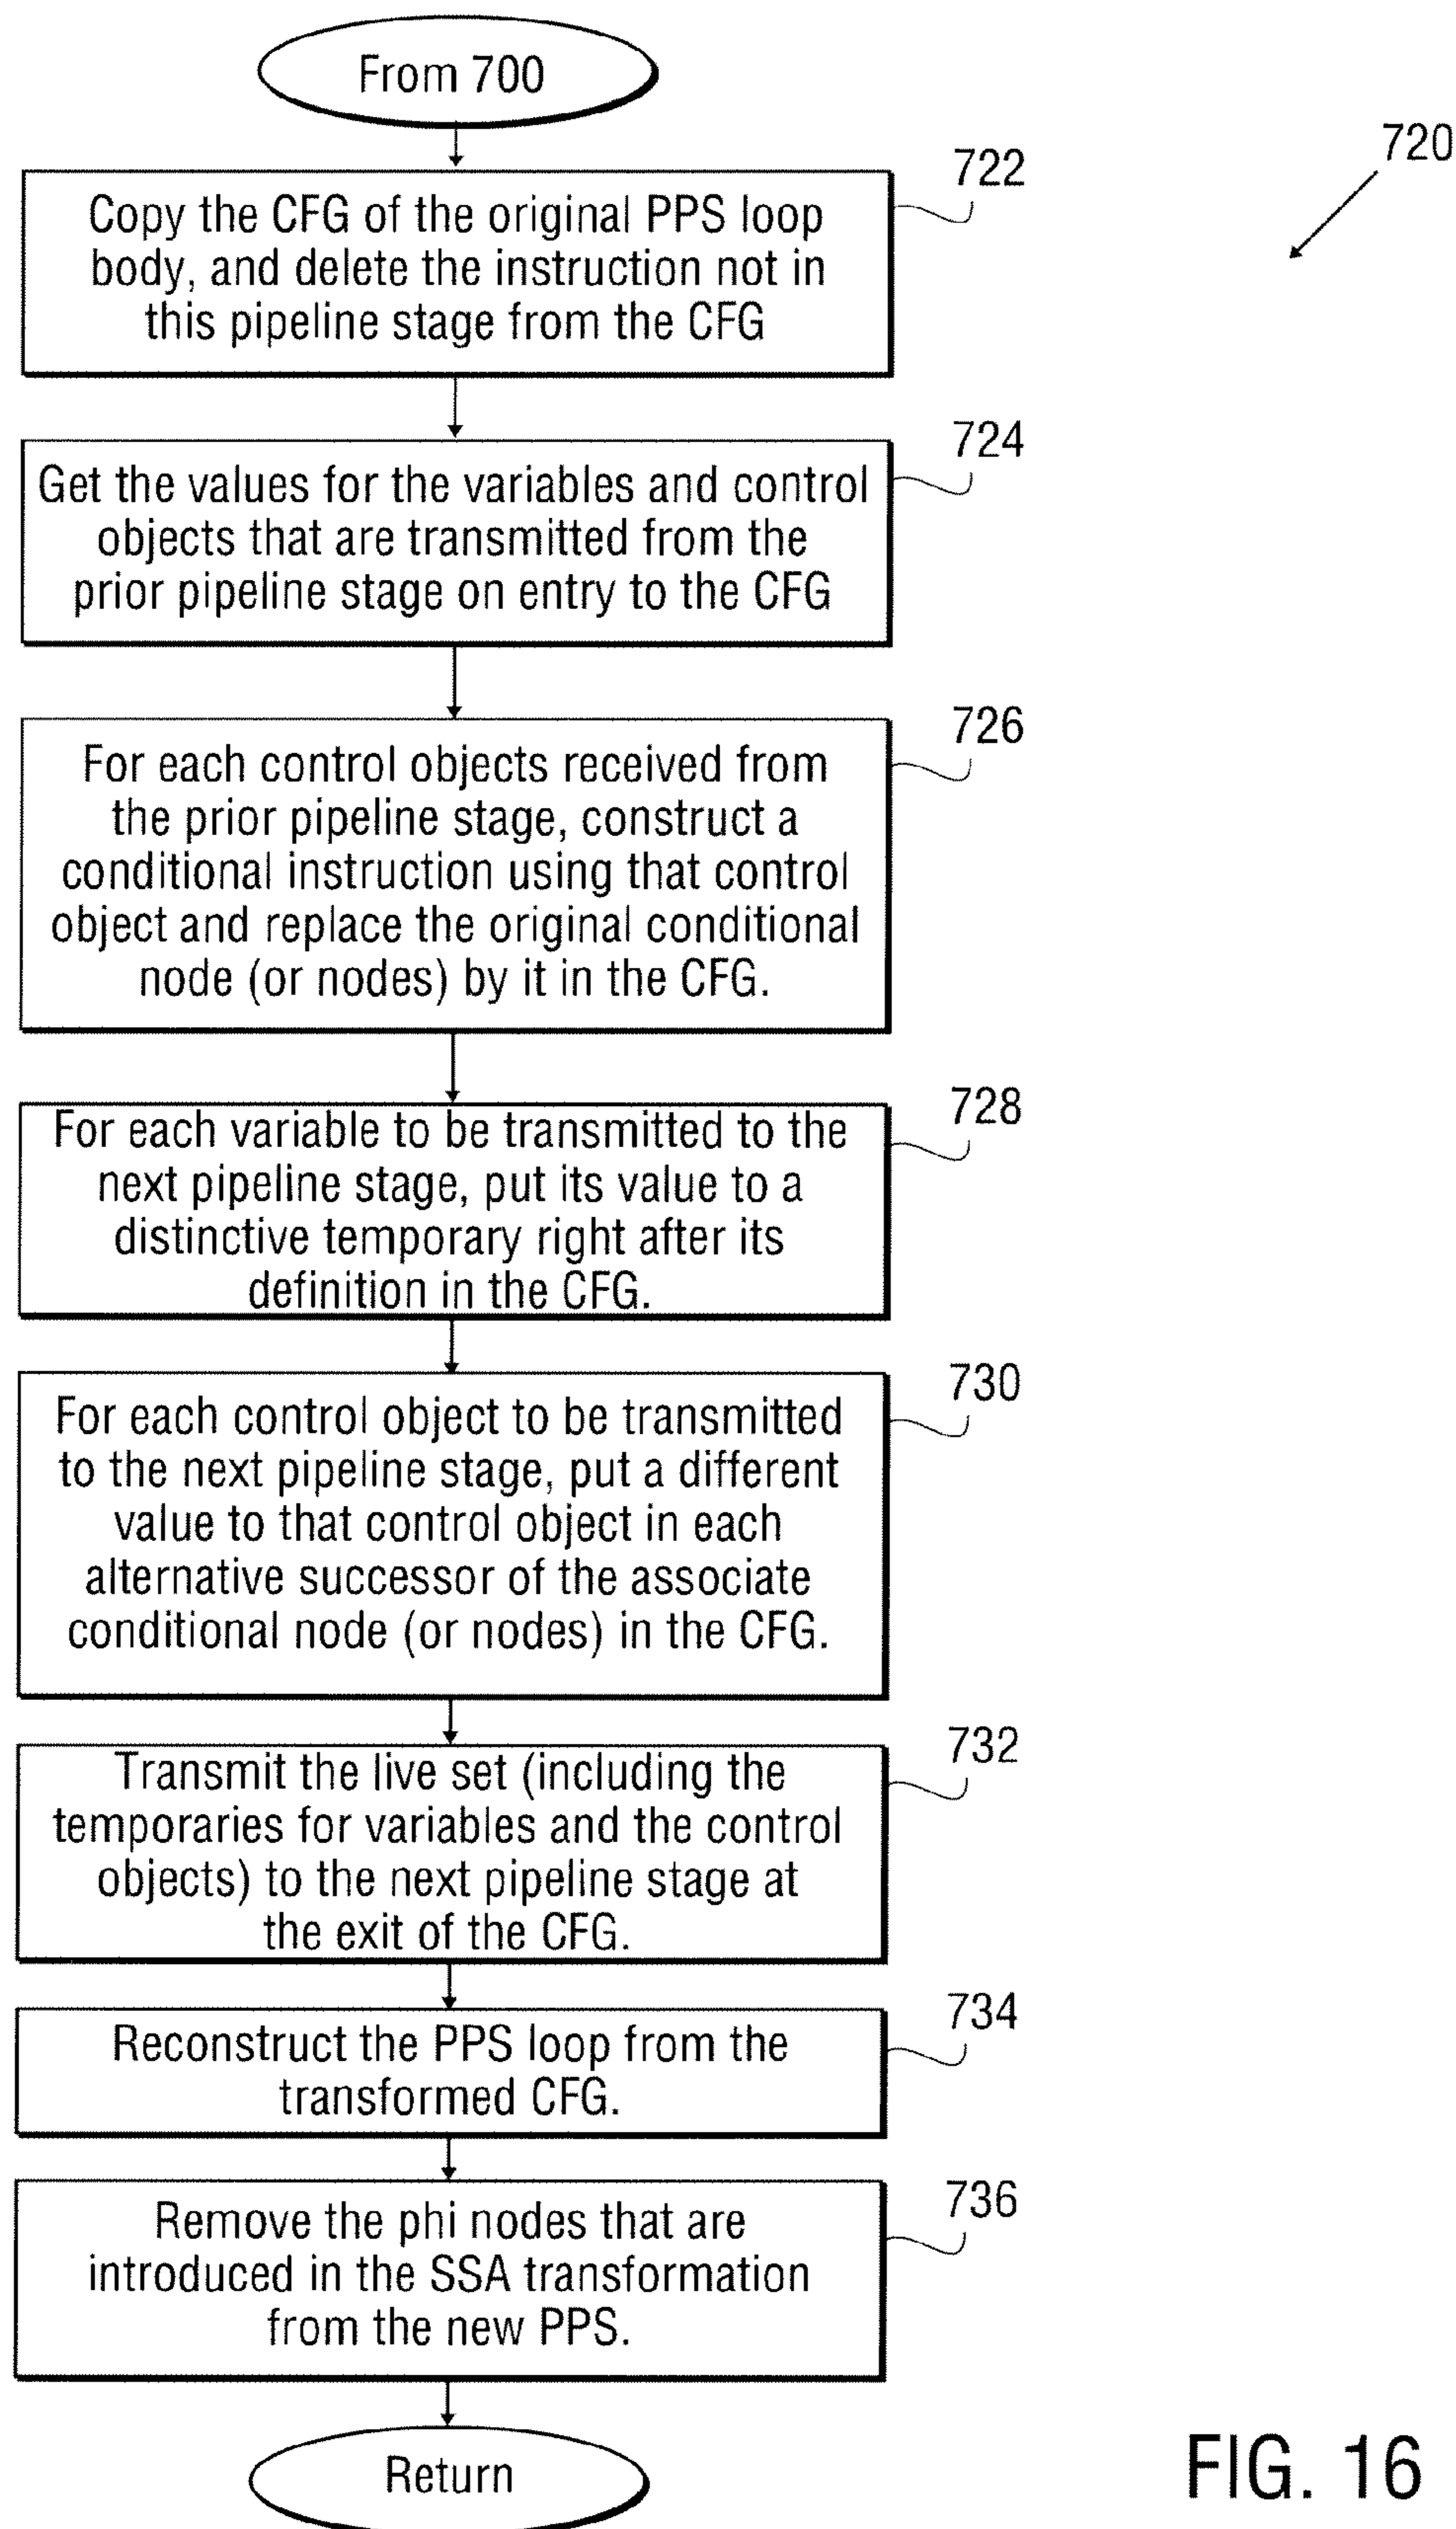 From 700
720
722
Copy the CFG of the original PPS loop
body, and delete the instruction not in
this pipeline stage from the CFG
724
Get the values for the variables and control
objects that are transmitted from the
prior pipeline stage on entry to the CFG
726
For each control objects received from
the prior pipeline stage, construct a
conditional instruction using that control
object and replace the original conditional
node (or nodes) by it in the CFG.
728
For each variable to be transmitted to the
next pipeline stage, put its value to a
distinctive temporary right after its
definition in the CFG.
730
For each control object to be transmitted
to the next pipeline stage, put a different
value to that control object in each
alternative successor of the associate
conditional node (or nodes) in the CFG.
732
Transmit the live set (including the
temporaries for variables and the control
objects) to the next pipeline stage at
the exit of the CFG.
734
Reconstruct the PPS loop from the
transformed CFG.
736
Remove the phi nodes that are
introduced in the SSA transformation
from the new PPS.
Return
FIG. 16